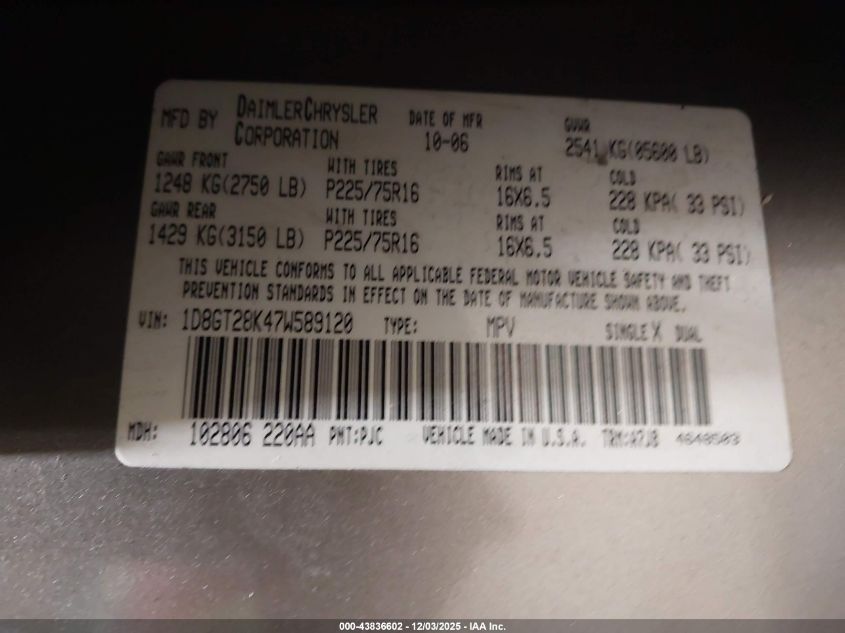 MFD BY DAIMLERCHRYSLER CORPORATION DATE OF MFR 10-06 GVWR 2541 KG(05600 LB)
GAWR FRONT WITH TIRES RIMS AT COLD
1248 KG(2750 LB) P225/75R16 16X6.5 228 KPA( 33 PSI)
GAWR REAR WITH TIRES RIMS AT COLD
1429 KG(3150 LB) P225/75R16 16X6.5 228 KPA( 33 PSI)
THIS VEHICLE CONFORMS TO ALL APPLICABLE FEDERAL MOTOR VEHICLE SAFETY AND THEFT
PREVENTION STANDARDS IN EFFECT ON THE DATE OF MANUFACTURE SHOWN ABOVE.
VIN: 1D8GT28K47W589120 TYPE: MPV SINGLE X DUAL
MDH: 102806 220AA PNT:PJC VEHICLE MADE IN U.S.A. TRM:A7J8 4648503
000-43836602 - 12/03/2025 - IAA Inc.